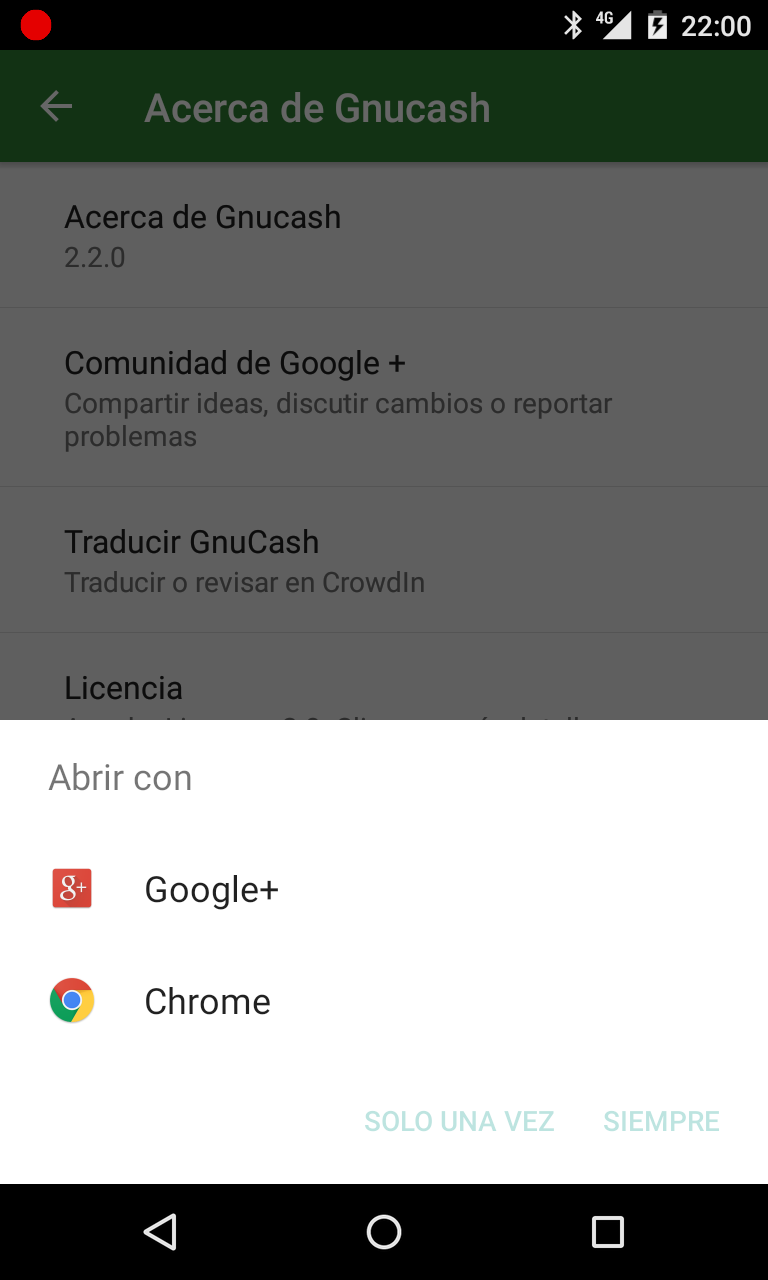 4G 22:00
Acerca de Gnucash
Acerca de Gnucash
2.2.0
Comunidad de Google +
Compartir ideas, discutir cambios o reportar
problemas
Traducir GnuCash
Traducir o revisar en CrowdIn
Licencia
Abrir con
g+ Google+
Chrome
SOLO UNA VEZ SIEMPRE